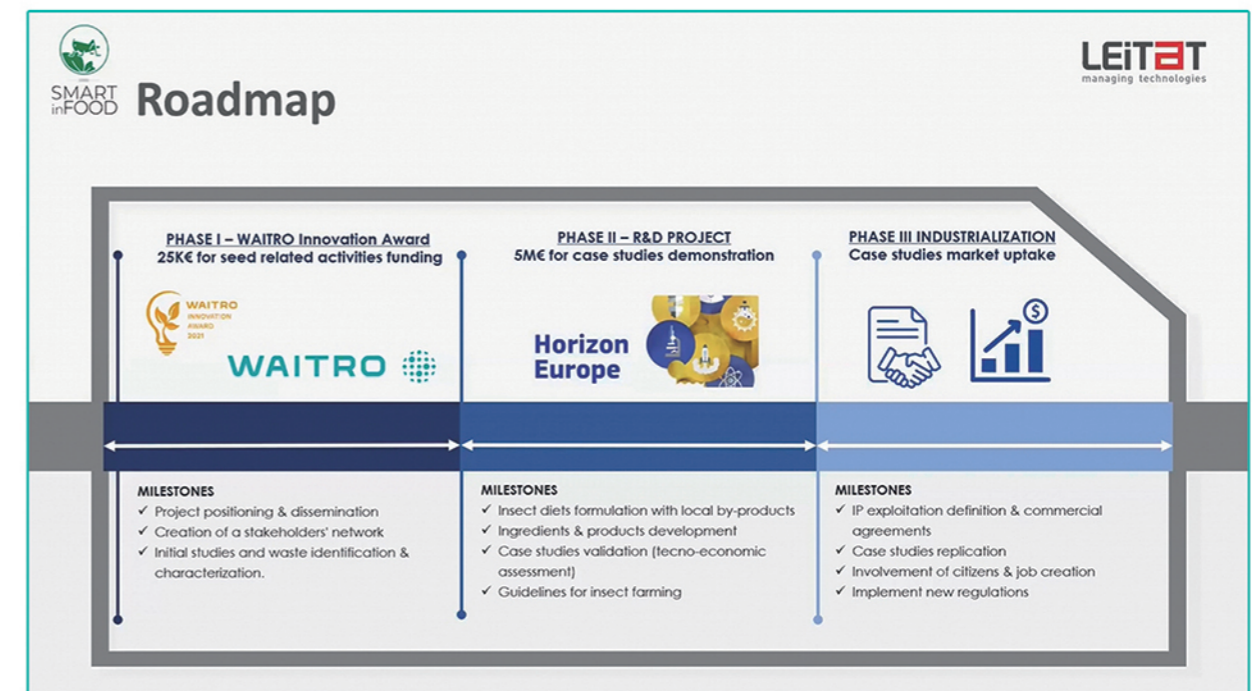 SMART
inFOOD
Roadmap
LEiTaT
managing technologies
PHASE I – WAITRO Innovation Award
25K€ for seed related activities funding
WAITRO
INNOVATION
AWARD
2021
WAITRO
PHASE II – R&D PROJECT
5M€ for case studies demonstration
Horizon
Europe
PHASE III INDUSTRIALIZATION
Case studies market uptake
$
MILESTONES
✓ Project positioning & dissemination
✓ Creation of a stakeholders' network
✓ Initial studies and waste identification &
characterization.
MILESTONES
✓ Insect diets formulation with local by-products
✓ Ingredients & products development
✓ Case studies validation (tecno-economic
assessment)
✓ Guidelines for insect farming
MILESTONES
✓ IP exploitation definition & commercial
agreements
✓ Case studies replication
✓ Involvement of citizens & job creation
✓ Implement new regulations